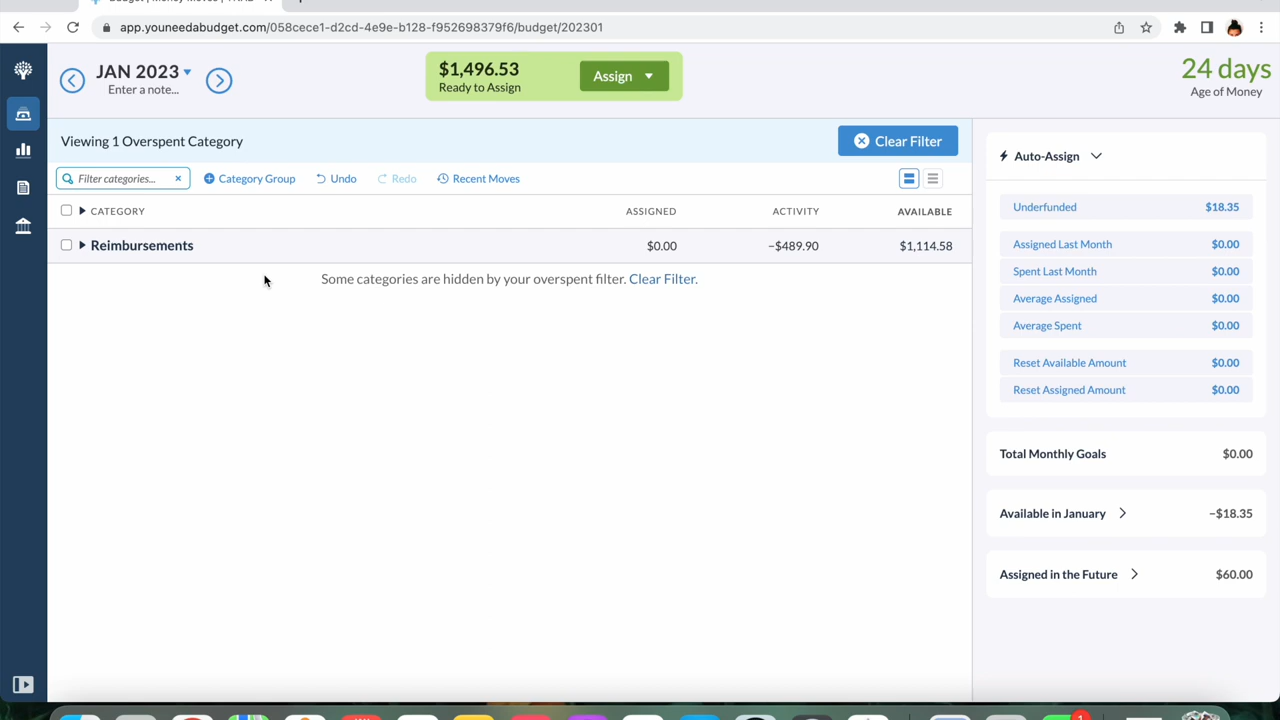 app.youneedabudget.com/058cece1-d2cd-4e9e-b128-f952698379f6/budget/202301
JAN 2023
Enter a note...
$1,496.53
Ready to Assign
Assign
24 days
Age of Money
Viewing 1 Overspent Category
Clear Filter
Filter categories...
Category Group
Undo
Redo
Recent Moves
CATEGORY ASSIGNED ACTIVITY AVAILABLE
Reimbursements $0.00 −$489.90 $1,114.58
Some categories are hidden by your overspent filter. Clear Filter.
Auto-Assign
Underfunded $18.35
Assigned Last Month $0.00
Spent Last Month $0.00
Average Assigned $0.00
Average Spent $0.00
Reset Available Amount $0.00
Reset Assigned Amount $0.00
Total Monthly Goals $0.00
Available in January −$18.35
Assigned in the Future $60.00
1